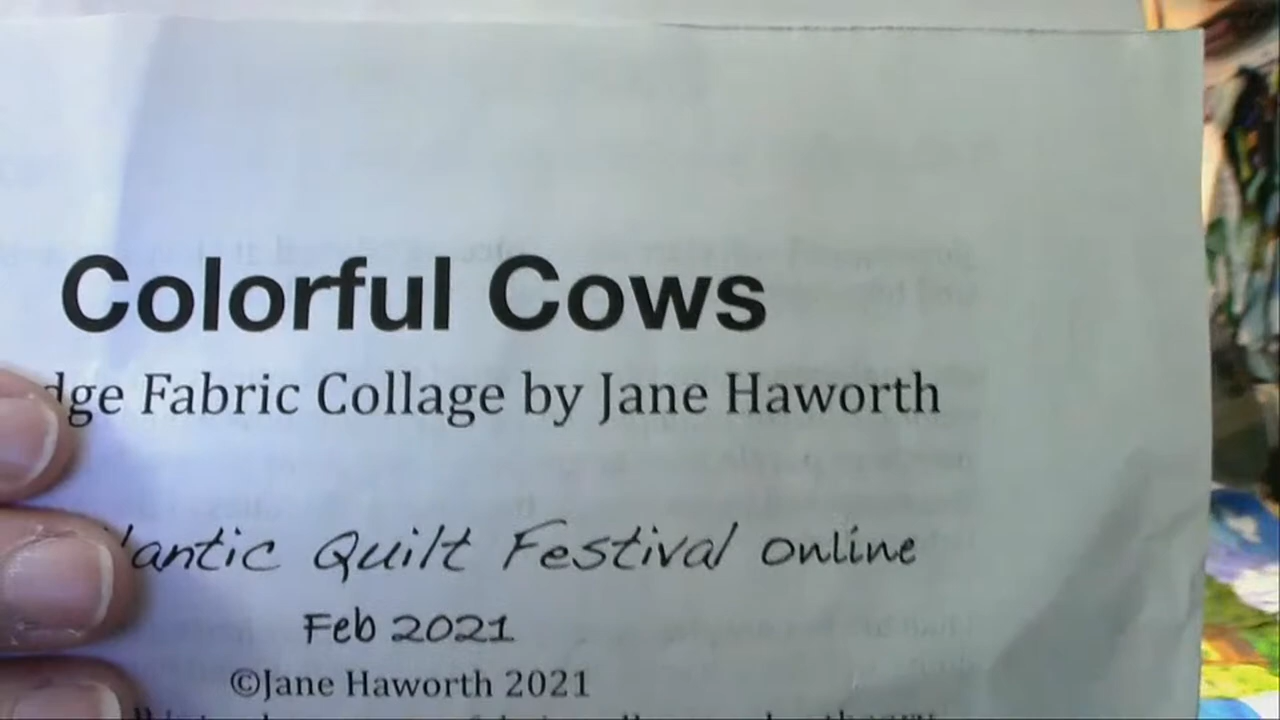 Colorful Cows
dge Fabric Collage by Jane Haworth
lantic Quilt Festival online
Feb 2021
©Jane Haworth 2021